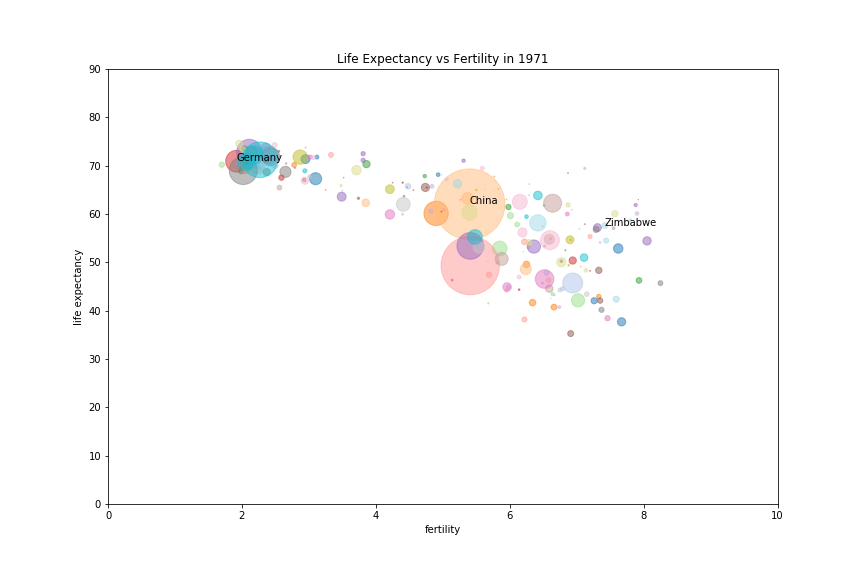 Life Expectancy vs Fertility in 1971
90
80
70
60
50
40
30
20
10
0
life expectancy
Germany
China
Zimbabwe
0 2 4 6 8 10
fertility